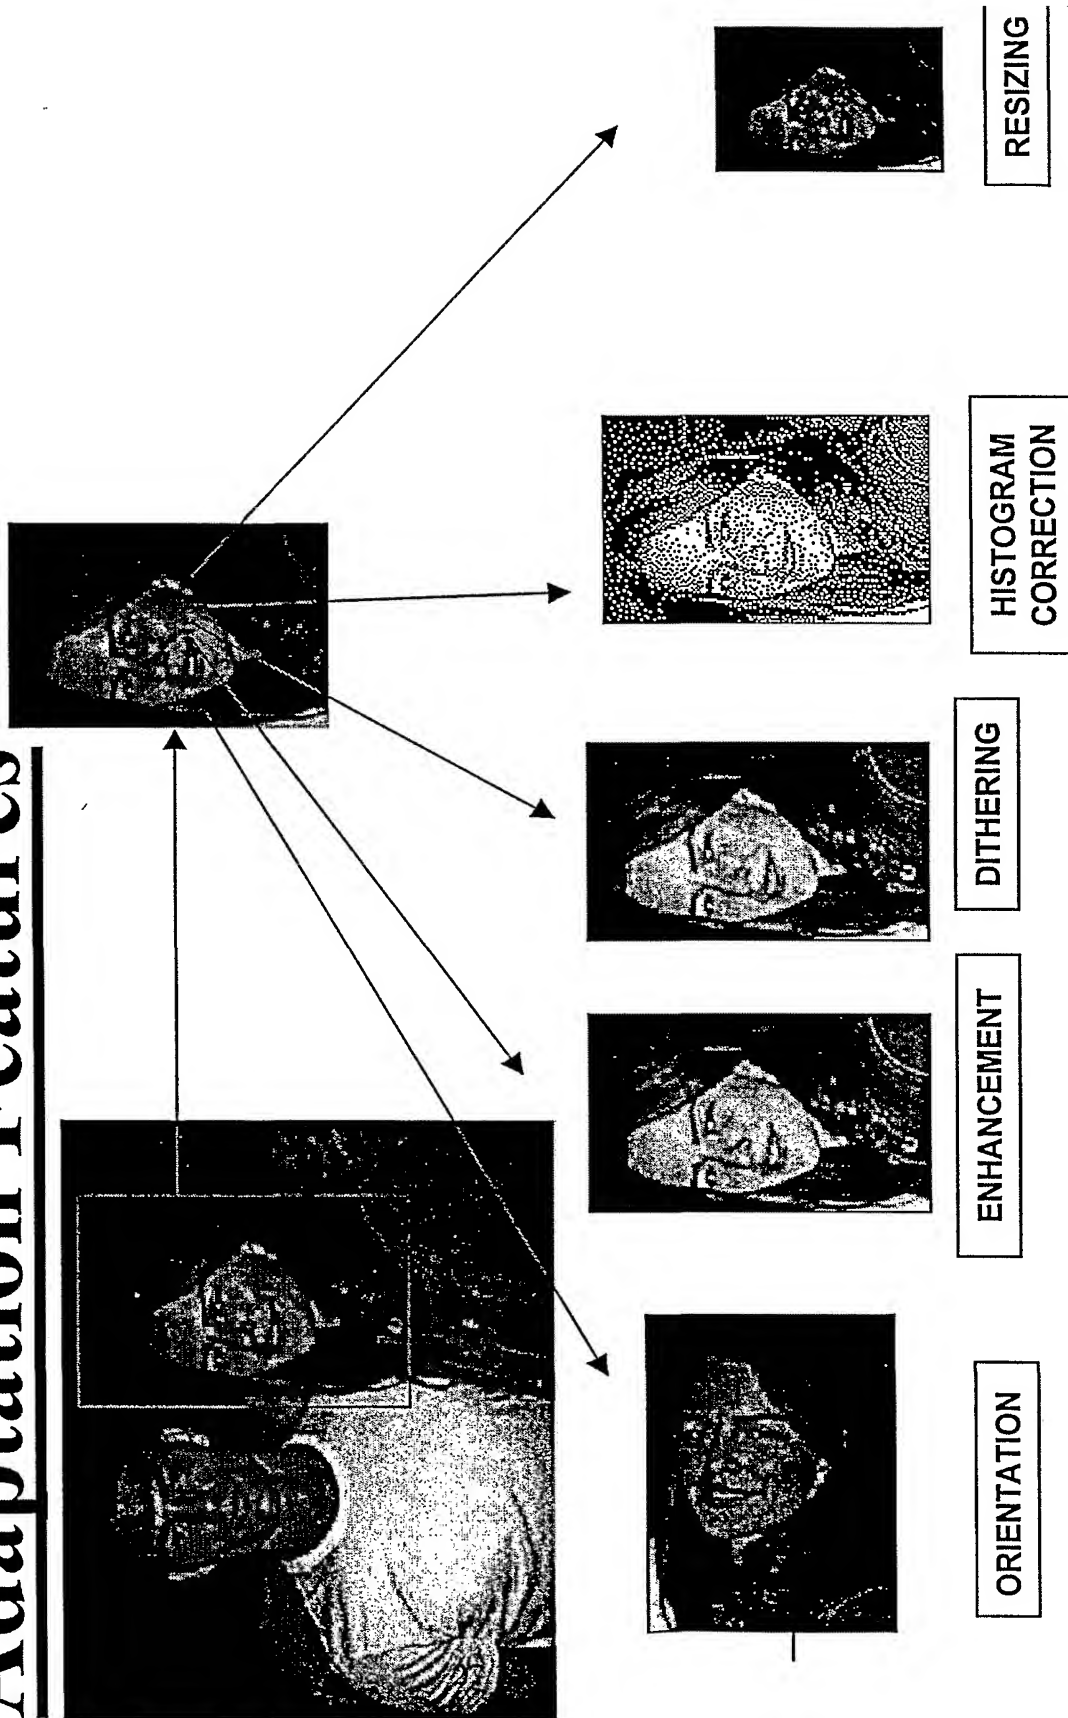 Adaptation Features
ORIENTATION
ENHANCEMENT
DITHERING
HISTOGRAM
CORRECTION
RESIZING